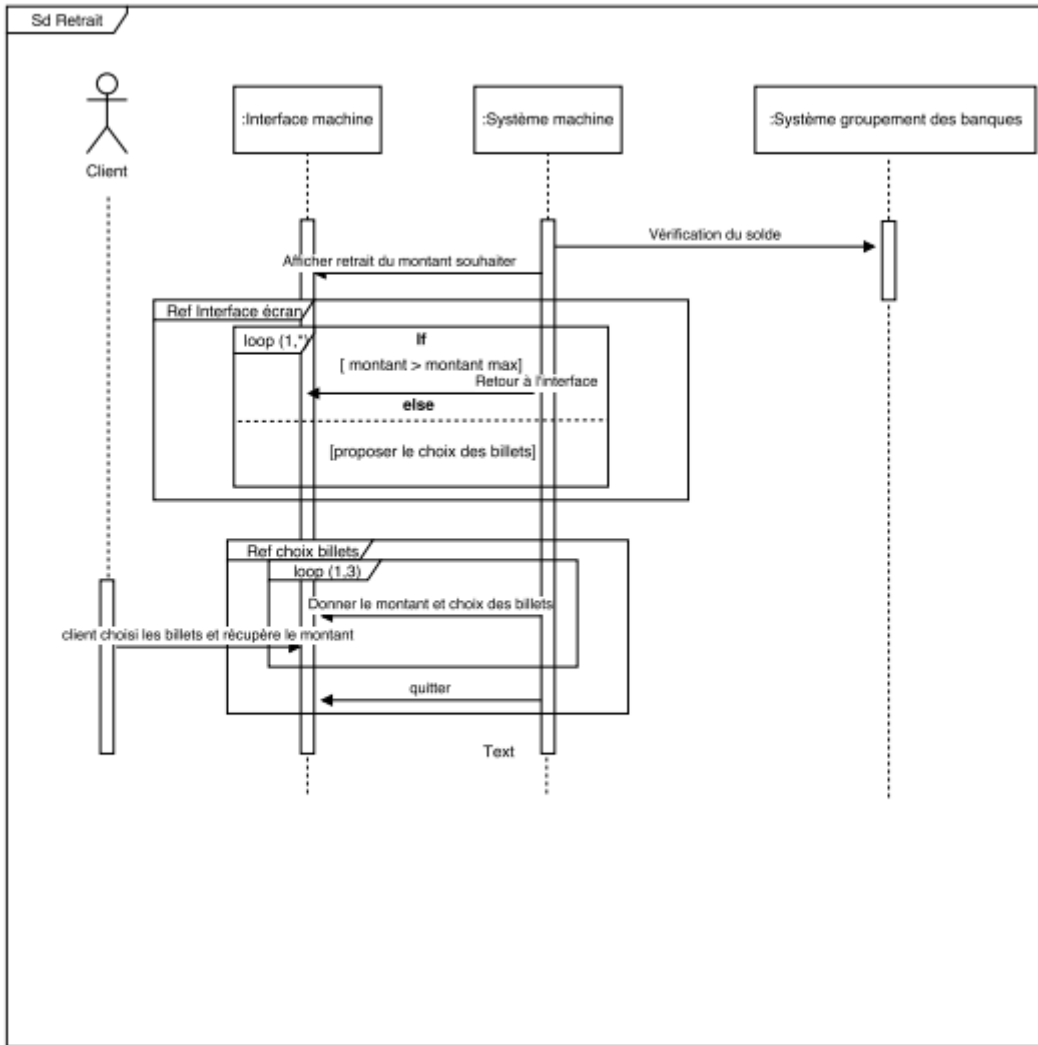 Sd Retrait
:Interface machine
:Système machine
:Système groupement des banques
Client
Vérification du solde
Afficher retrait du montant souhaiter
Ref Interface écran
loop (1,*)
If
[ montant > montant max]
Retour à l'interface
else
[proposer le choix des billets]
Ref choix billets
loop (1,3)
Donner le montant et choix des billets
client choisi les billets et rècupère le montant
quitter
Text